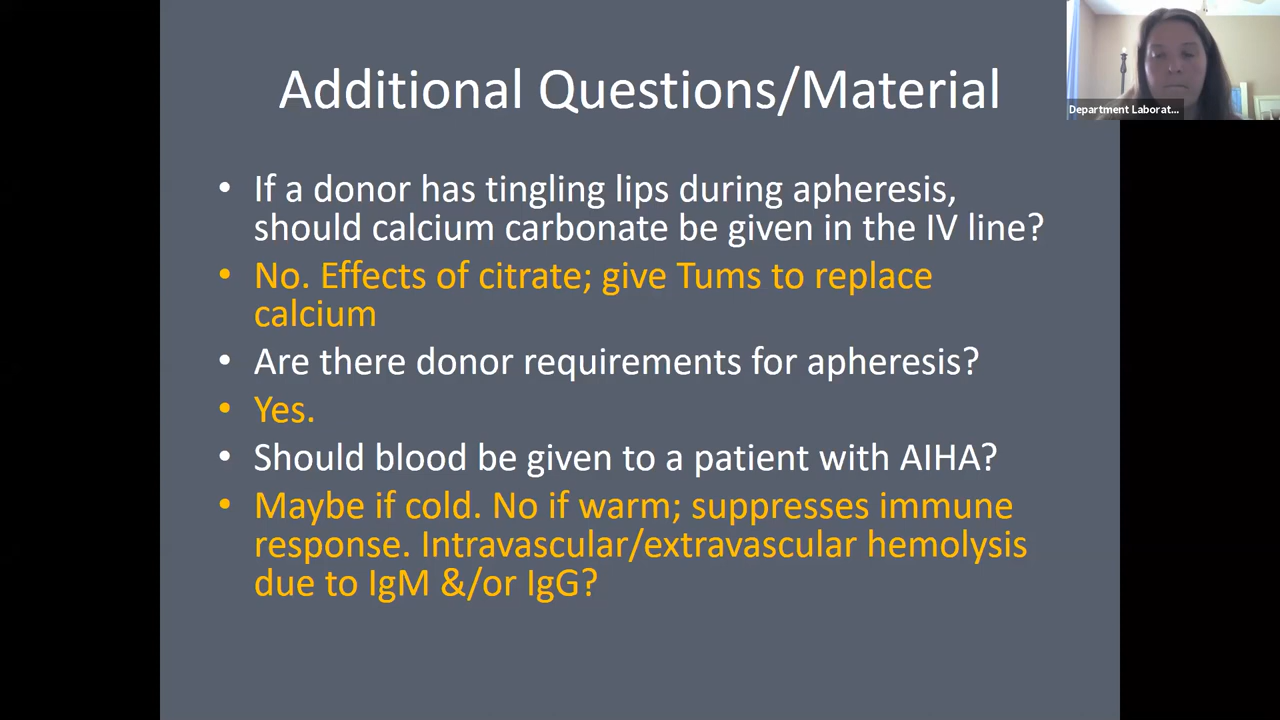 Additional Questions/Material
Department Laborat...
• If a donor has tingling lips during apheresis,
should calcium carbonate be given in the IV line?
• No. Effects of citrate; give Tums to replace
calcium
• Are there donor requirements for apheresis?
• Yes.
• Should blood be given to a patient with AIHA?
• Maybe if cold. No if warm; suppresses immune
response. Intravascular/extravascular hemolysis
due to IgM &/or IgG?